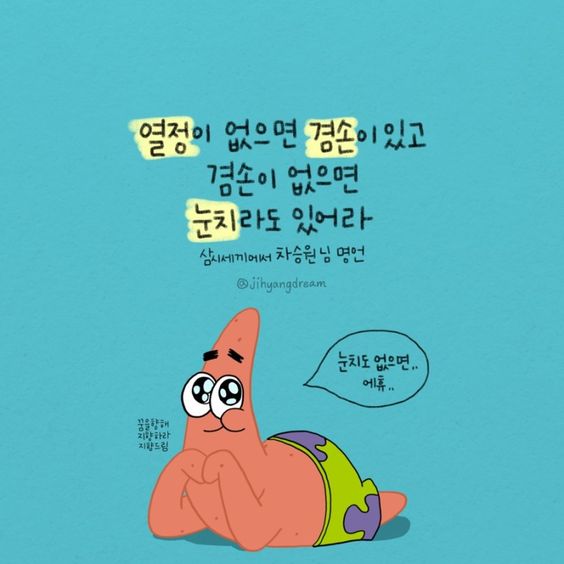 열정이 없으면 겸손이 있고
겸손이 없으면
눈치라도 있어라
삼시세끼에서 차승원님 명언
@jihyangdream
눈치도 없으면..
에휴..
꿈을향해
지향하라
지향드림